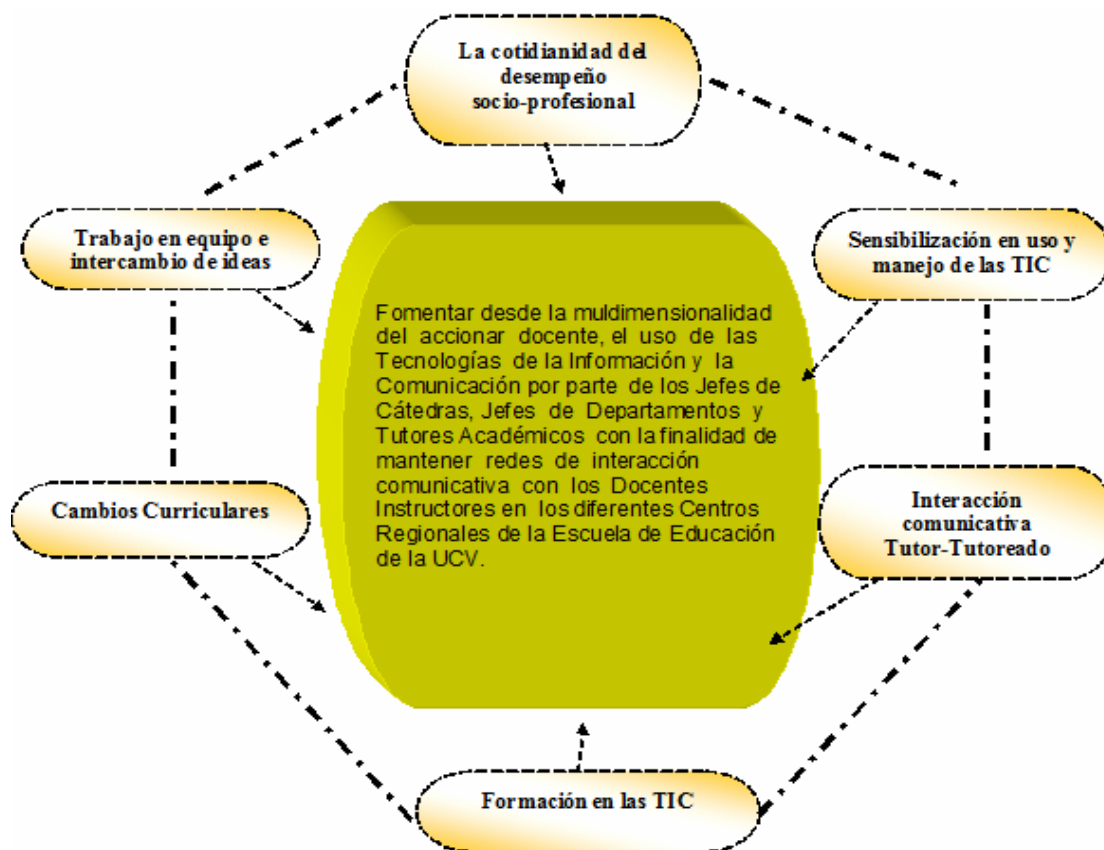 La cotidianidad del
desempeño
socio-profesional
Trabajo en equipo e
intercambio de ideas
Sensibilización en uso y
manejo de las TIC
Fomentar desde la muldimensionalidad
del accionar docente, el uso de las
Tecnologías de la Información y la
Comunicación por parte de los Jefes de
Cátedras, Jefes de Departamentos y
Tutores Académicos con la finalidad de
mantener redes de interacción
comunicativa con los Docentes
Instructores en los diferentes Centros
Regionales de la Escuela de Educación
de la UCV.
Cambios Curriculares
Interacción
comunicativa
Tutor-Tutoreado
Formación en las TIC